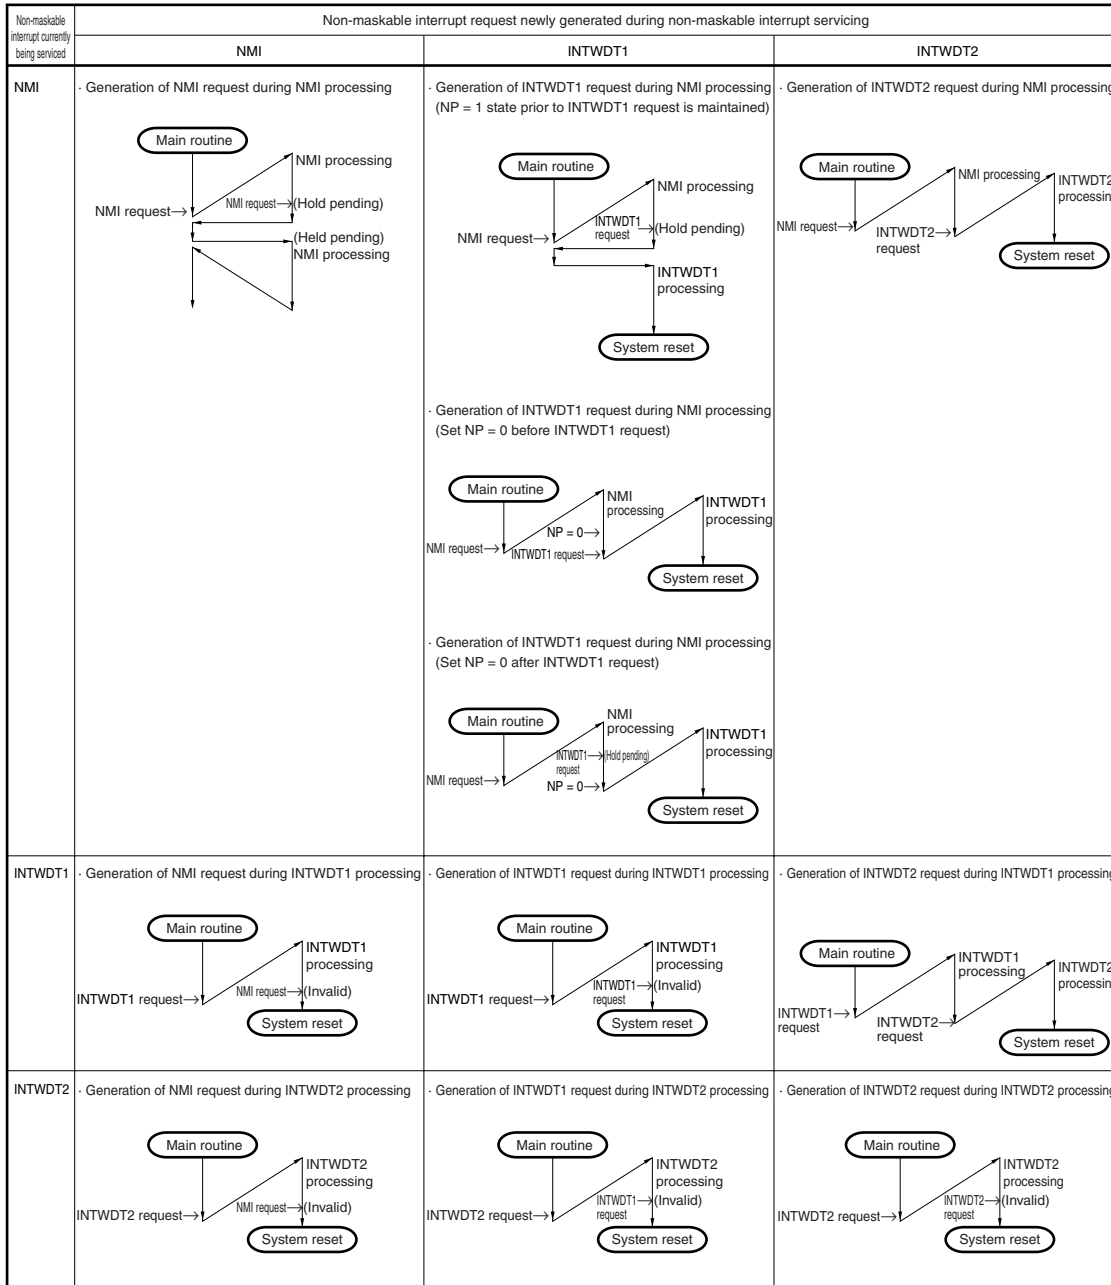 Non-maskable
interrupt currently
being serviced
Non-maskable interrupt request newly generated during non-maskable interrupt servicing
NMI
INTWDT1
INTWDT2
NMI
· Generation of NMI request during NMI processing
Main routine
NMI processing
NMI request→
NMI request→(Hold pending)
(Held pending)
NMI processing
· Generation of INTWDT1 request during NMI processing
(NP = 1 state prior to INTWDT1 request is maintained)
Main routine
NMI processing
NMI request→
INTWDT1
request
→(Hold pending)
INTWDT1
processing
System reset
· Generation of INTWDT1 request during NMI processing
(Set NP = 0 before INTWDT1 request)
Main routine
NMI
processing
NP = 0→
NMI request→
INTWDT1 request→
INTWDT1
processing
System reset
· Generation of INTWDT1 request during NMI processing
(Set NP = 0 after INTWDT1 request)
Main routine
NMI
processing
INTWDT1
request
→(Hold pending)
NMI request→
NP = 0→
INTWDT1
processing
System reset
· Generation of INTWDT2 request during NMI processing
Main routine
NMI processing
INTWDT2
processin
NMI request→
INTWDT2→
request
System reset
INTWDT1
· Generation of NMI request during INTWDT1 processing
Main routine
INTWDT1
processing
INTWDT1 request→
NMI request→(Invalid)
System reset
· Generation of INTWDT1 request during INTWDT1 processing
Main routine
INTWDT1
processing
INTWDT1 request→
INTWDT1→(Invalid)
request
System reset
· Generation of INTWDT2 request during INTWDT1 processing
Main routine
INTWDT1
processing
INTWDT2
processin
INTWDT1→
request
INTWDT2→
request
System reset
INTWDT2
· Generation of NMI request during INTWDT2 processing
Main routine
INTWDT2
processing
INTWDT2 request→
NMI request→(Invalid)
System reset
· Generation of INTWDT1 request during INTWDT2 processing
Main routine
INTWDT2
processing
INTWDT2 request→
INTWDT1→(Invalid)
request
System reset
· Generation of INTWDT2 request during INTWDT2 processing
Main routine
INTWDT2
processing
INTWDT2 request→
INTWDT2→(Invalid)
request
System reset